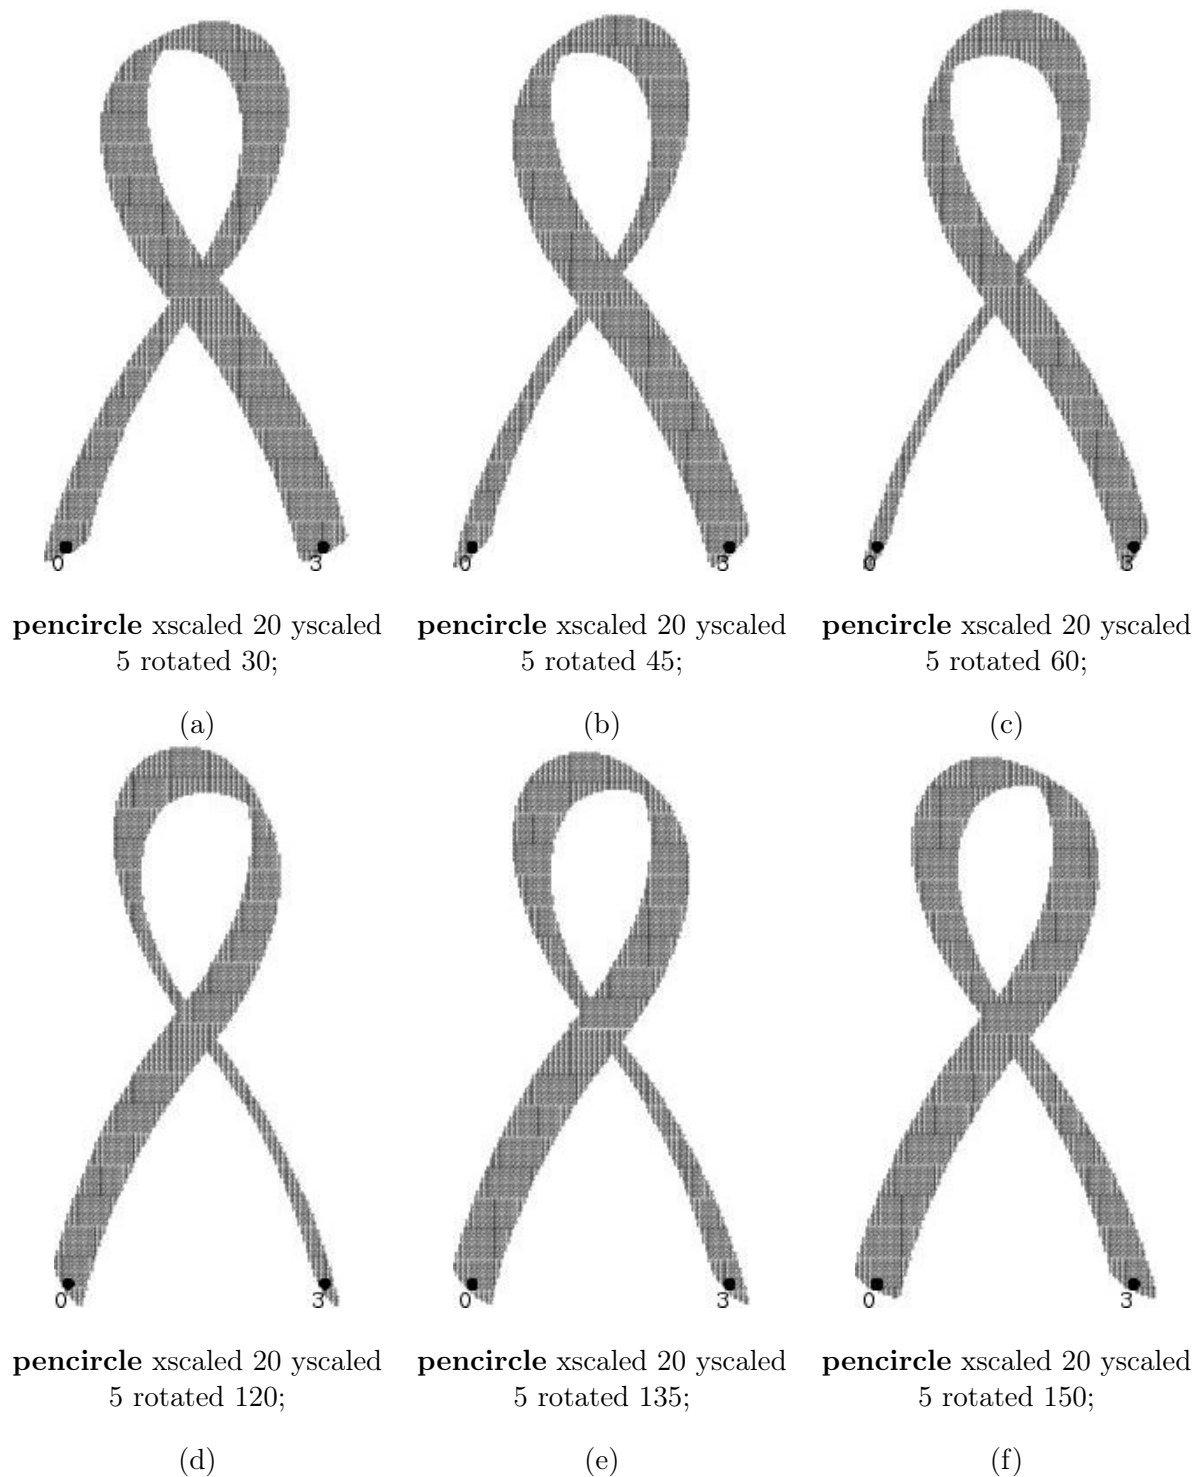 0 3 0 3 0 3
pencircle xscaled 20 yscaled pencircle xscaled 20 yscaled pencircle xscaled 20 yscaled
5 rotated 30; 5 rotated 45; 5 rotated 60;
(a) (b) (c)
0 3 0 3 0 3
pencircle xscaled 20 yscaled pencircle xscaled 20 yscaled pencircle xscaled 20 yscaled
5 rotated 120; 5 rotated 135; 5 rotated 150;
(d) (e) (f)